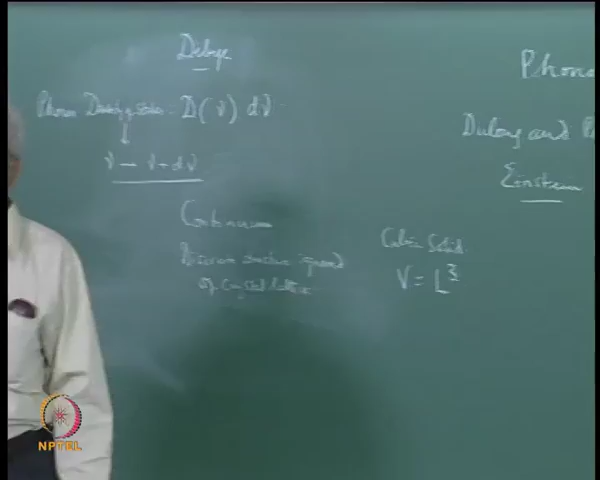 Debye
Phonon Density of states D(ν) dν
ν — ν + dν
Continuum
Discrete structure ignored
of Crystal lattice
Cubic Solid
V = L³
Phono
Dulong and P
Einstein
NPTEL